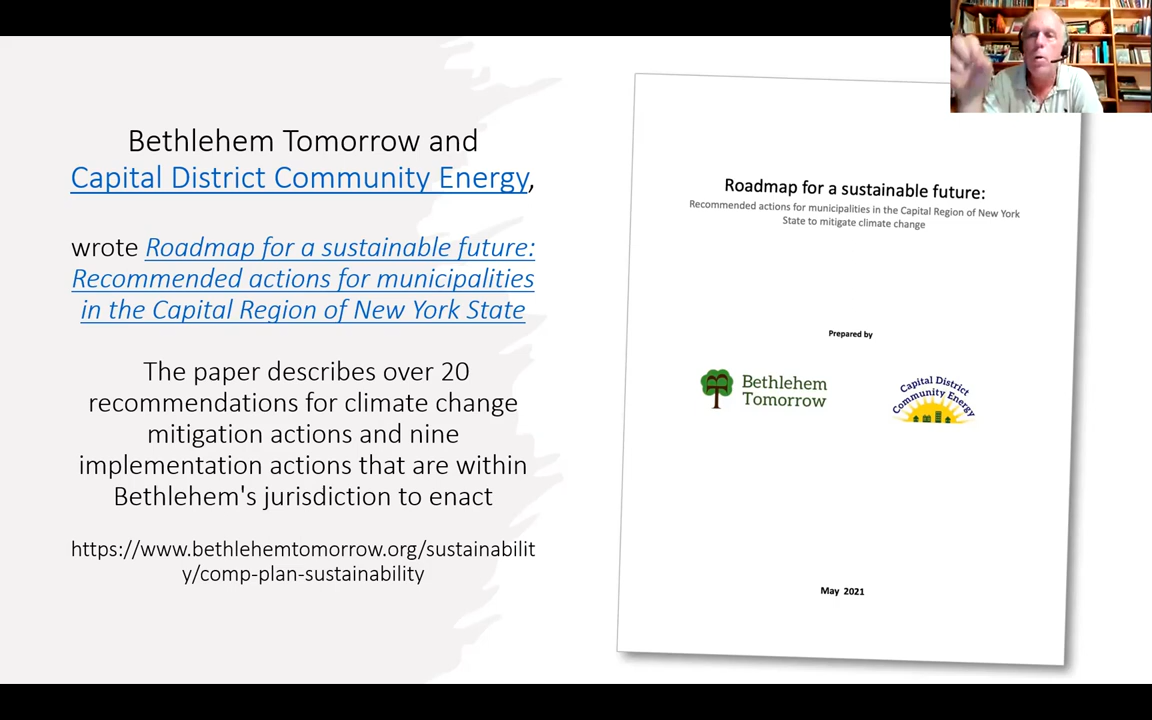 Bethlehem Tomorrow and
Capital District Community Energy,
wrote Roadmap for a sustainable future:
Recommended actions for municipalities
in the Capital Region of New York State
The paper describes over 20
recommendations for climate change
mitigation actions and nine
implementation actions that are within
Bethlehem's jurisdiction to enact
https://www.bethlehemtomorrow.org/sustainabilit
y/comp-plan-sustainability
Roadmap for a sustainable future:
Recommended actions for municipalities in the Capital Region of New York
State to mitigate climate change
Prepared by
Bethlehem
Tomorrow
Capital District
Community Energy
May 2021